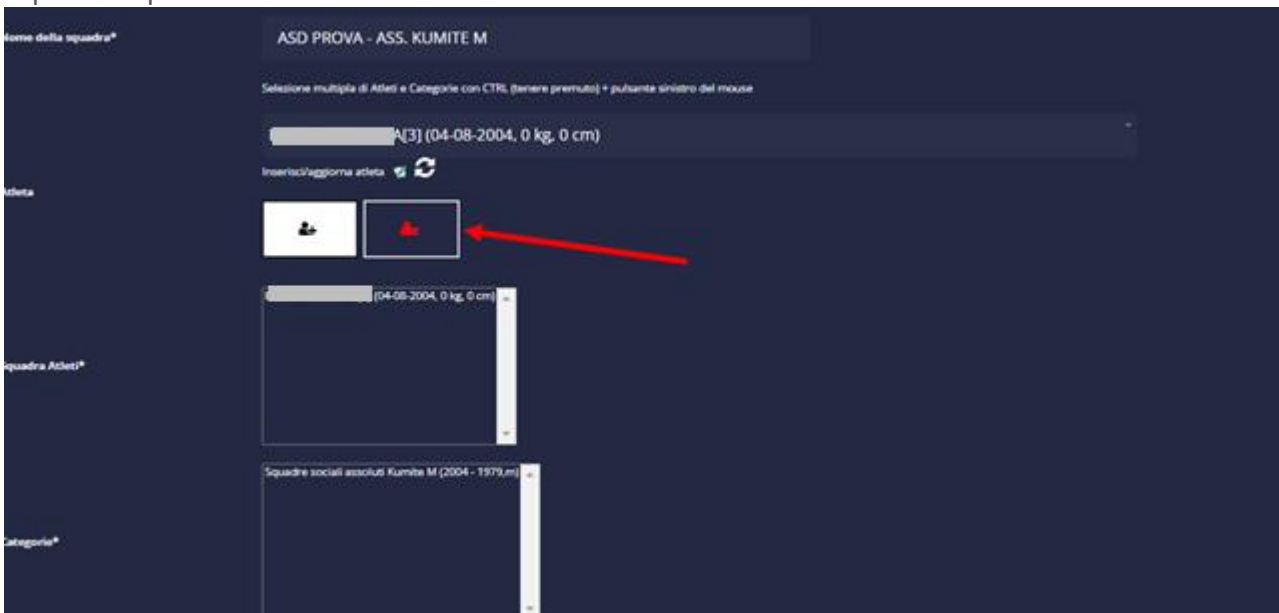 Nome della squadra*
ASD PROVA - ASS. KUMITE M
Selezione multipla di Atleti e Categorie con CTRL (tenere premuto) + pulsante sinistro del mouse
A[3] (04-08-2004, 0 kg, 0 cm)
Inserisci/aggiorna atleta
Atleta
(04-08-2004, 0 kg, 0 cm)
Squadra Atleti*
Squadre sociali assoluti Kumite M (2004 - 1979,m)
Categorie*